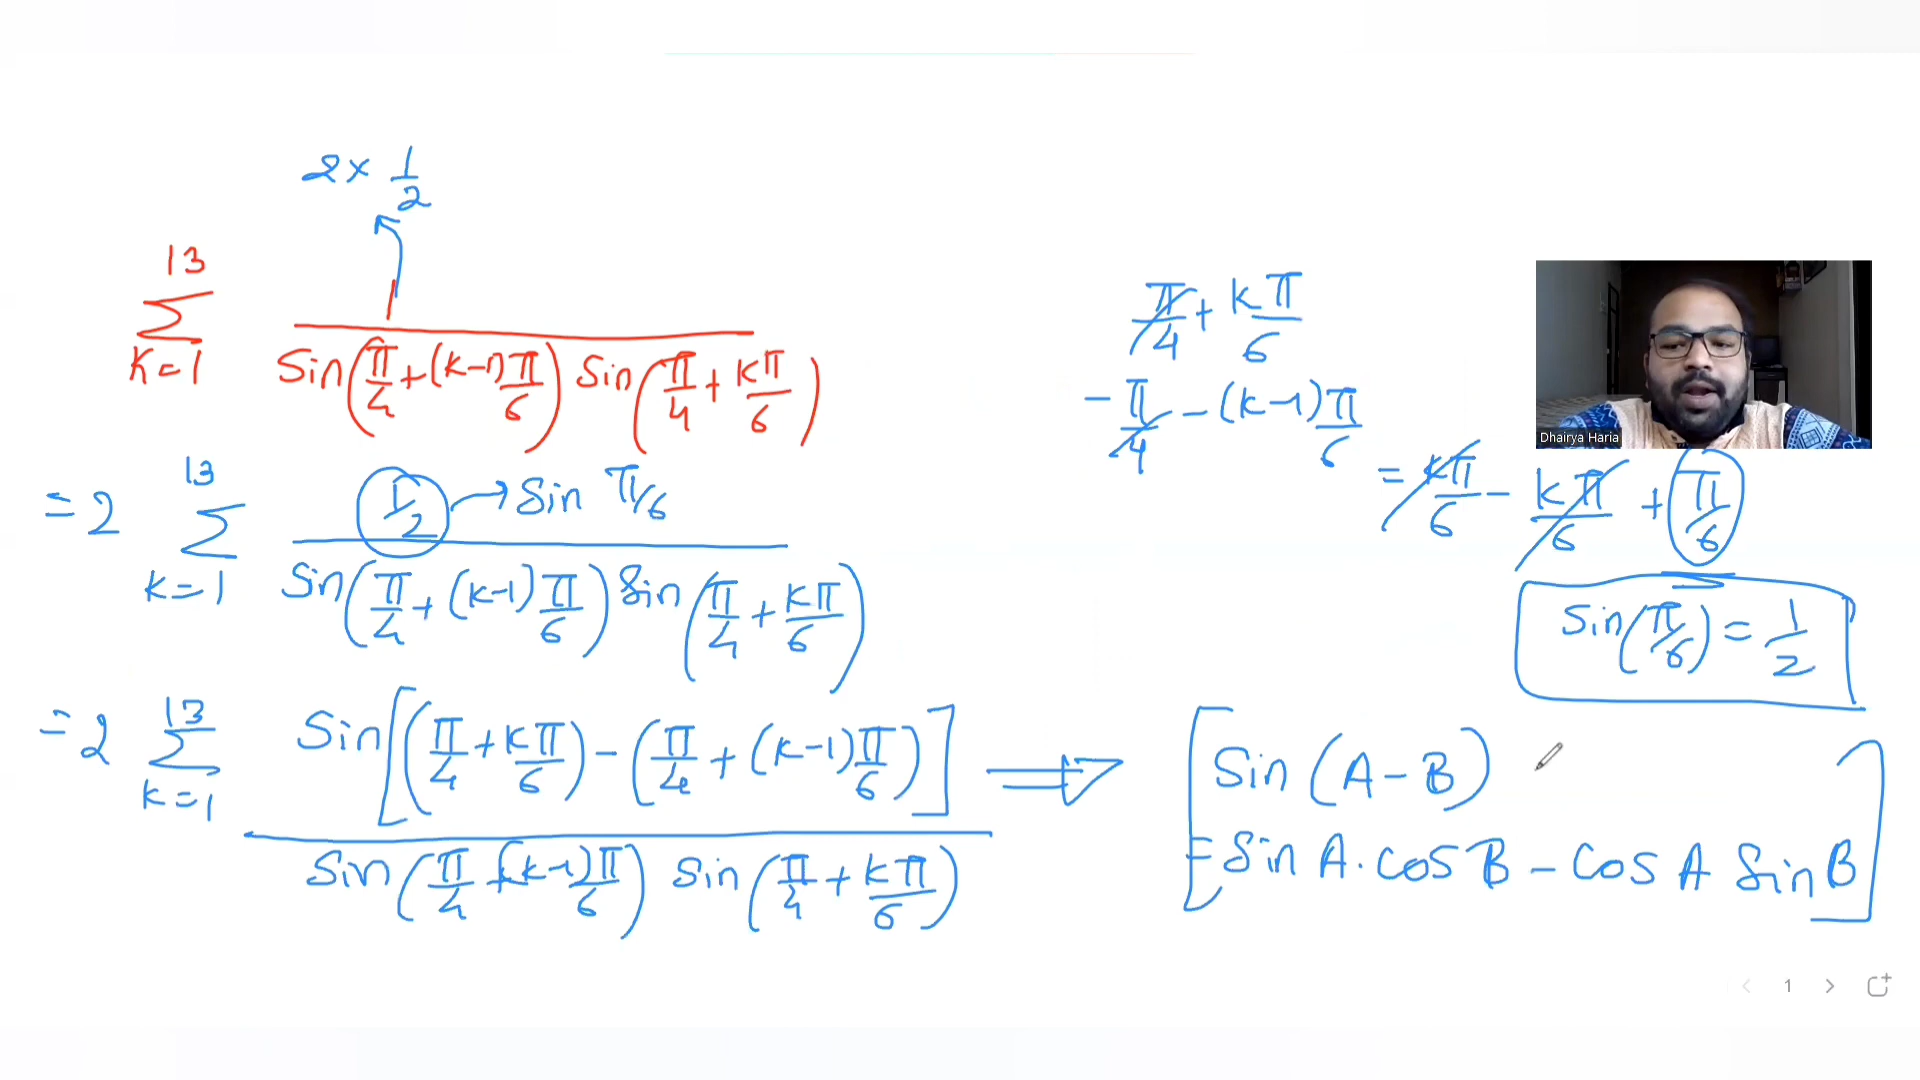 2 × 1/2
13
∑ 1
k=1 Sin(π/4+(k-1)π/6) Sin(π/4+kπ/6)
13
= 2 ∑ 1/2 → Sin π/6
k=1 Sin(π/4+(k-1)π/6) Sin(π/4+kπ/6)
13
= 2 ∑ Sin[(π/4+kπ/6)-(π/4+(k-1)π/6)] ⇒
k=1
Sin(π/4+(k-1)π/6) Sin(π/4+kπ/6)
π/4+kπ/6
-π/4-(k-1)π/6
= kπ/6 - kπ/6 + π/6
Sin(π/6) = 1/2
[Sin(A-B)
= Sin A. cos B - cos A Sin B]
Dhairya Haria
1